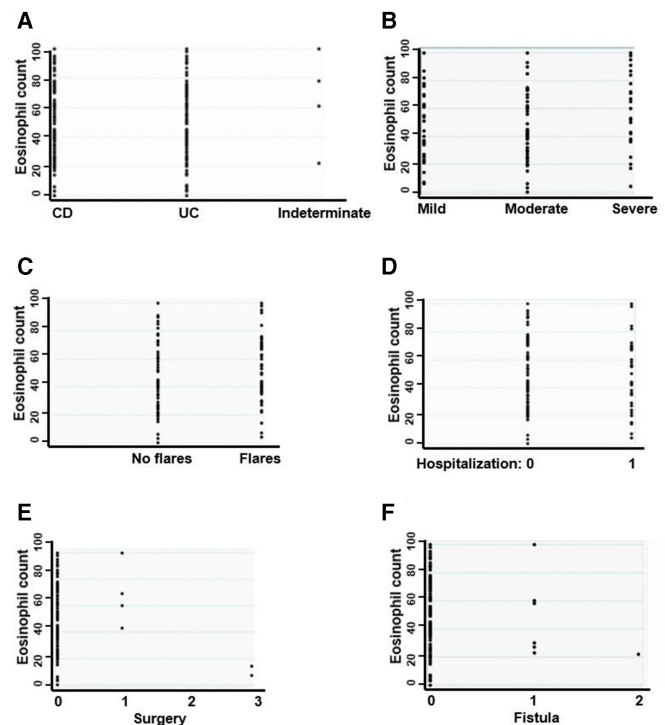 A
Eosinophil count
0 20 40 60 80 100
CD UC Indeterminate
B
Eosinophil count
0 20 40 60 80 100
Mild Moderate Severe
C
Eosinophil count
0 20 40 60 80 100
No flares Flares
D
Eosinophil count
0 20 40 60 80 100
Hospitalization: 0 1
E
Eosinophil count
0 20 40 60 80 100
0 1 2 3
Surgery
F
Eosinophil count
0 20 40 60 80 100
0 1 2
Fistula